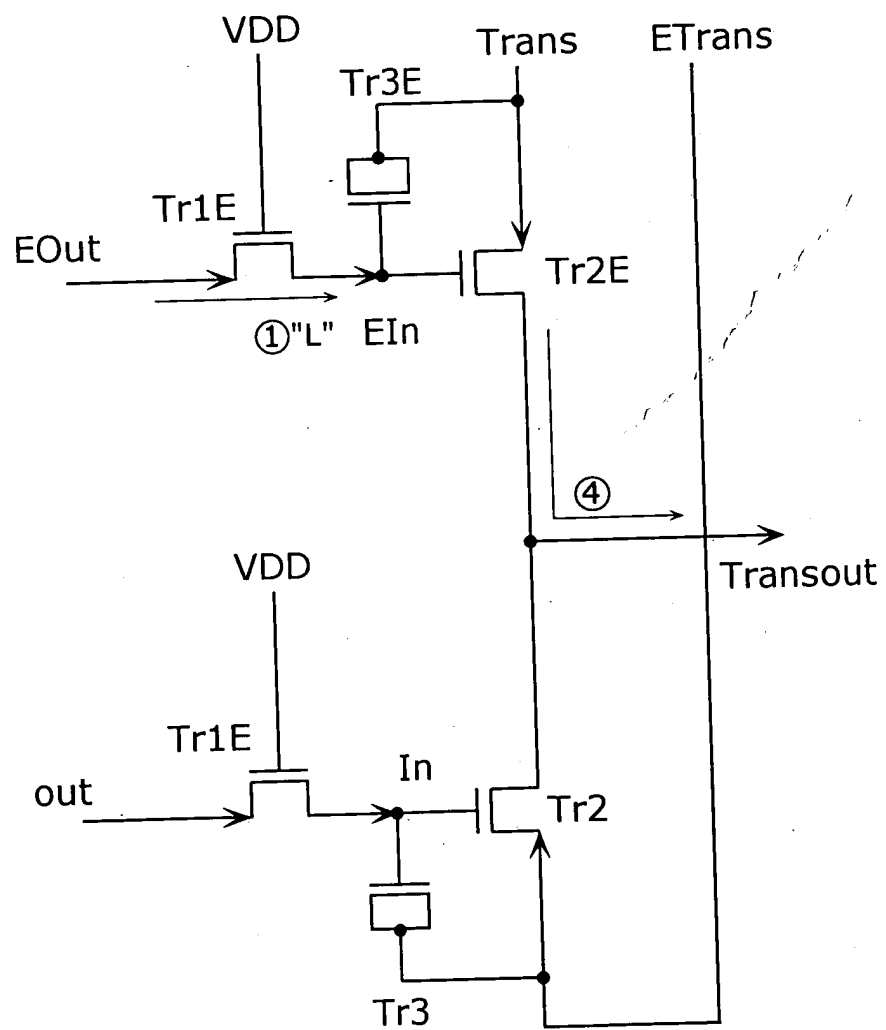 VDD
Trans
ETrans
Tr3E
Tr1E
EOut
Tr2E
①"L" EIn
④
VDD
Transout
Tr1E
In
out
Tr2
Tr3